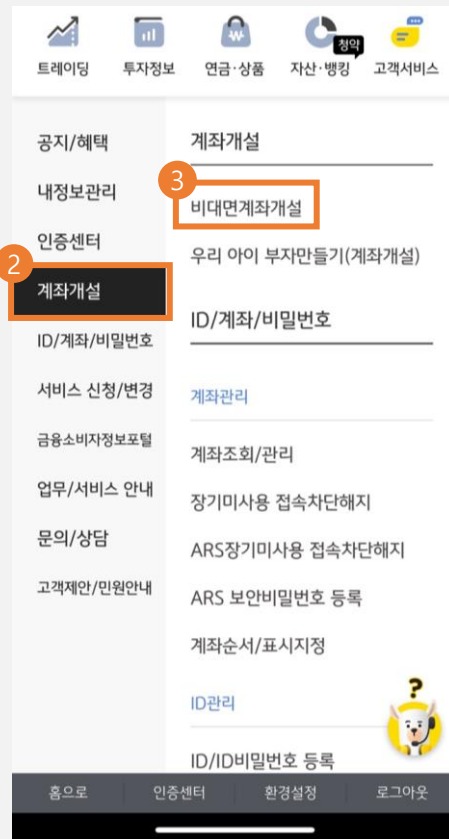 트레이딩
투자정보
연금·상품
자산·뱅킹
청약
고객서비스
공지/혜택
내정보관리
인증센터
2
계좌개설
ID/계좌/비밀번호
서비스 신청/변경
금융소비자정보포털
업무/서비스 안내
문의/상담
고객제안/민원안내
계좌개설
3
비대면계좌개설
우리 아이 부자만들기(계좌개설)
ID/계좌/비밀번호
계좌관리
계좌조회/관리
장기미사용 접속차단해지
ARS장기미사용 접속차단해지
ARS 보안비밀번호 등록
계좌순서/표시지정
ID관리
?
ID/ID비밀번호 등록
홈으로
인증센터
환경설정
로그아웃